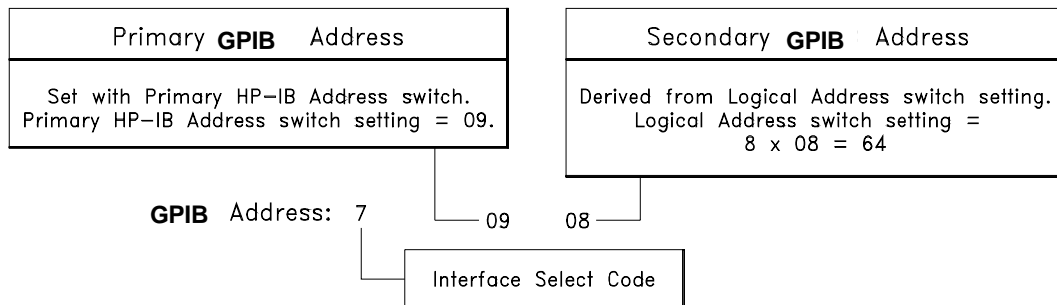 Primary GPIB Address
Set with Primary HP-IB Address switch.
Primary HP-IB Address switch setting = 09.
Secondary GPIB Address
Derived from Logical Address switch setting.
Logical Address switch setting =
8 x 08 = 64
GPIB Address: 7 09 08
Interface Select Code